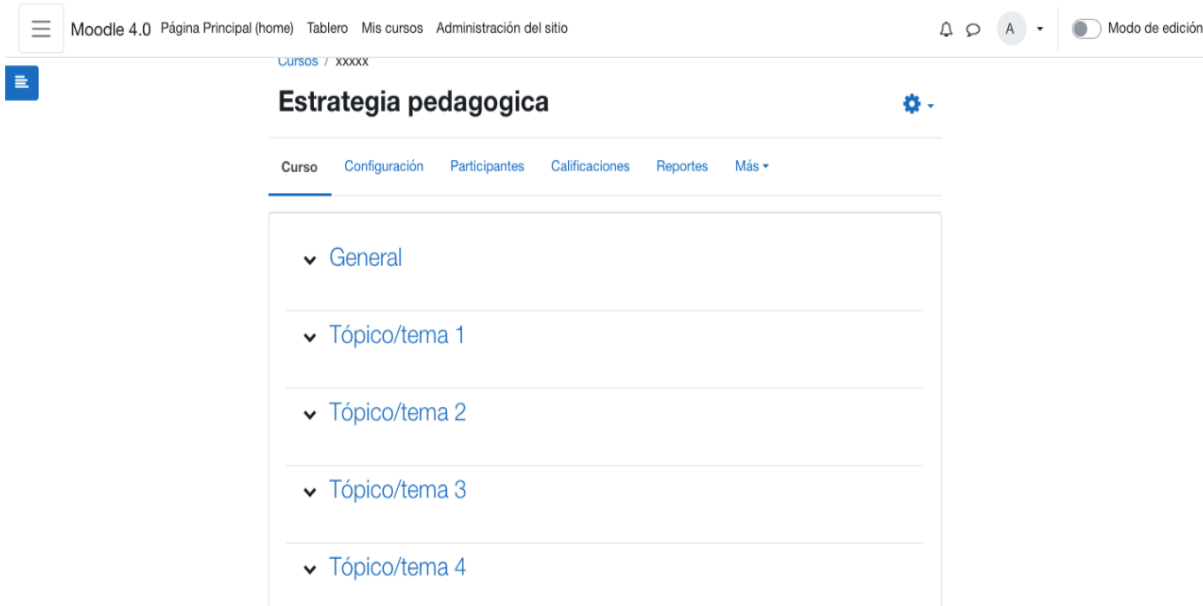 Moodle 4.0 Página Principal (home) Tablero Mis cursos Administración del sitio A Modo de edición
Cursos / xxxxx
Estrategia pedagogica
Curso Configuración Participantes Calificaciones Reportes Más
General
Tópico/tema 1
Tópico/tema 2
Tópico/tema 3
Tópico/tema 4